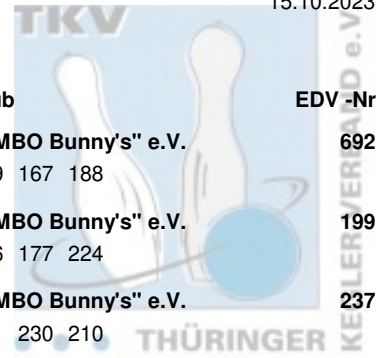 15.10.2023
TKV
ub EDV -Nr
MBO Bunny's" e.V. 692
9 167 188
MBO Bunny's" e.V. 199
6 177 224
MBO Bunny's" e.V. 237
230 210
THÜRINGER
KEGLERVERBAND e.V.